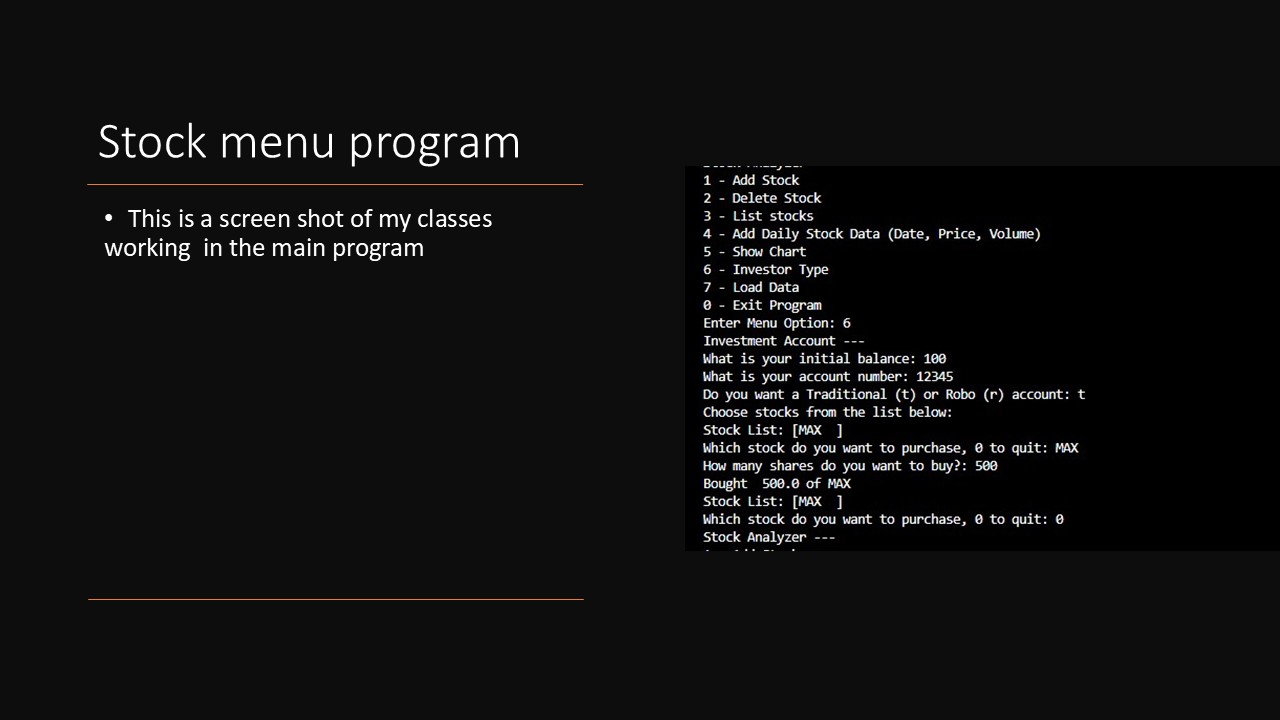 Stock menu program
• This is a screen shot of my classes
working  in the main program
Stock Analyzer
1 - Add Stock
2 - Delete Stock
3 - List stocks
4 - Add Daily Stock Data (Date, Price, Volume)
5 - Show Chart
6 - Investor Type
7 - Load Data
0 - Exit Program
Enter Menu Option: 6
Investment Account ---
What is your initial balance: 100
What is your account number: 12345
Do you want a Traditional (t) or Robo (r) account: t
Choose stocks from the list below:
Stock List: [MAX  ]
Which stock do you want to purchase, 0 to quit: MAX
How many shares do you want to buy?: 500
Bought  500.0 of MAX
Stock List: [MAX  ]
Which stock do you want to purchase, 0 to quit: 0
Stock Analyzer ---